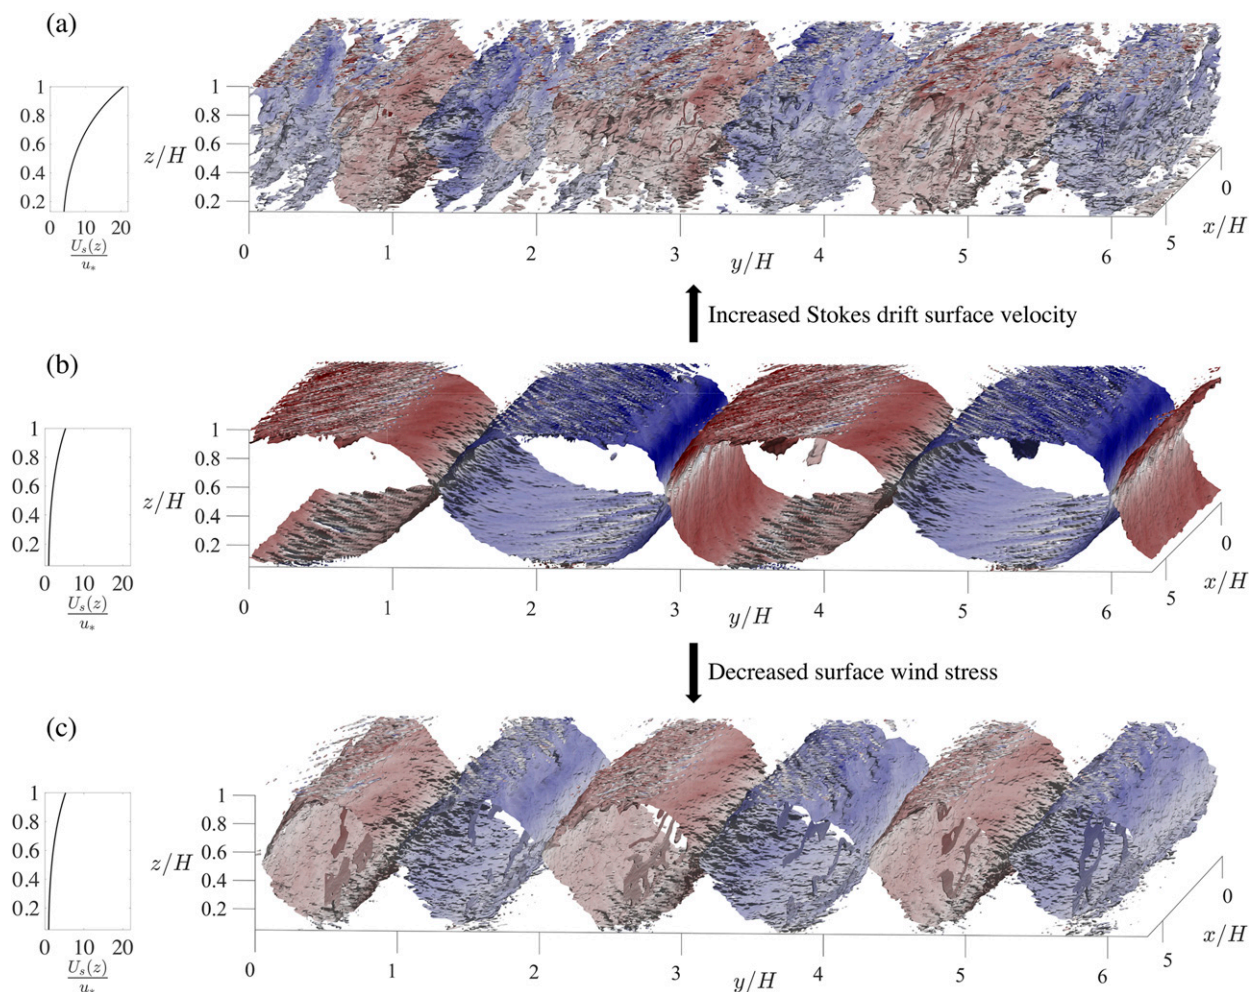 (a)
1
0.8
0.6
0.4
0.2
0 10 20
U_s(z)
u_*
z/H
1
0.8
0.6
0.4
0.2
0 1 2 3 4 5 6
y/H
5
0
x/H
Increased Stokes drift surface velocity
(b)
1
0.8
0.6
0.4
0.2
0 10 20
U_s(z)
u_*
z/H
1
0.8
0.6
0.4
0.2
0 1 2 3 4 5 6
y/H
5
0
x/H
Decreased surface wind stress
(c)
1
0.8
0.6
0.4
0.2
0 10 20
U_s(z)
u_*
z/H
1
0.8
0.6
0.4
0.2
0 1 2 3 4 5 6
y/H
5
0
x/H